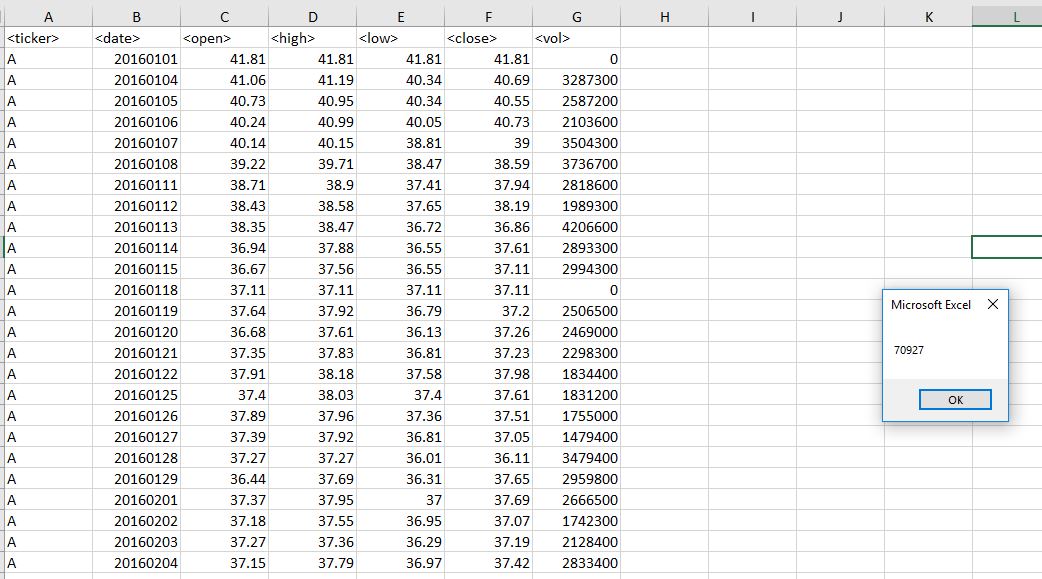 A B C D E F G H I J K L
<ticker> <date> <open> <high> <low> <close> <vol>
A 20160101 41.81 41.81 41.81 41.81 0
A 20160104 41.06 41.19 40.34 40.69 3287300
A 20160105 40.73 40.95 40.34 40.55 2587200
A 20160106 40.24 40.99 40.05 40.73 2103600
A 20160107 40.14 40.15 38.81 39 3504300
A 20160108 39.22 39.71 38.47 38.59 3736700
A 20160111 38.71 38.9 37.41 37.94 2818600
A 20160112 38.43 38.58 37.65 38.19 1989300
A 20160113 38.35 38.47 36.72 36.86 4206600
A 20160114 36.94 37.88 36.55 37.61 2893300
A 20160115 36.67 37.56 36.55 37.11 2994300
A 20160118 37.11 37.11 37.11 37.11 0
A 20160119 37.64 37.92 36.79 37.2 2506500
A 20160120 36.68 37.61 36.13 37.26 2469000
A 20160121 37.35 37.83 36.81 37.23 2298300
A 20160122 37.91 38.18 37.58 37.98 1834400
A 20160125 37.4 38.03 37.4 37.61 1831200
A 20160126 37.89 37.96 37.36 37.51 1755000
A 20160127 37.39 37.92 36.81 37.05 1479400
A 20160128 37.27 37.27 36.01 36.11 3479400
A 20160129 36.44 37.69 36.31 37.65 2959800
A 20160201 37.37 37.95 37 37.69 2666500
A 20160202 37.18 37.55 36.95 37.07 1742300
A 20160203 37.27 37.36 36.29 37.19 2128400
A 20160204 37.15 37.79 36.97 37.42 2833400
Microsoft Excel
70927
OK